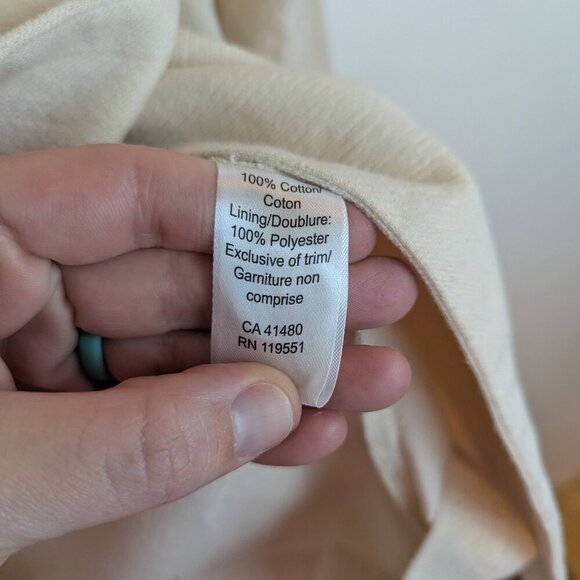 100% Cotton/
Coton
Lining/Doublure:
100% Polyester
Exclusive of trim/
Garniture non
comprise
CA 41480
RN 119551